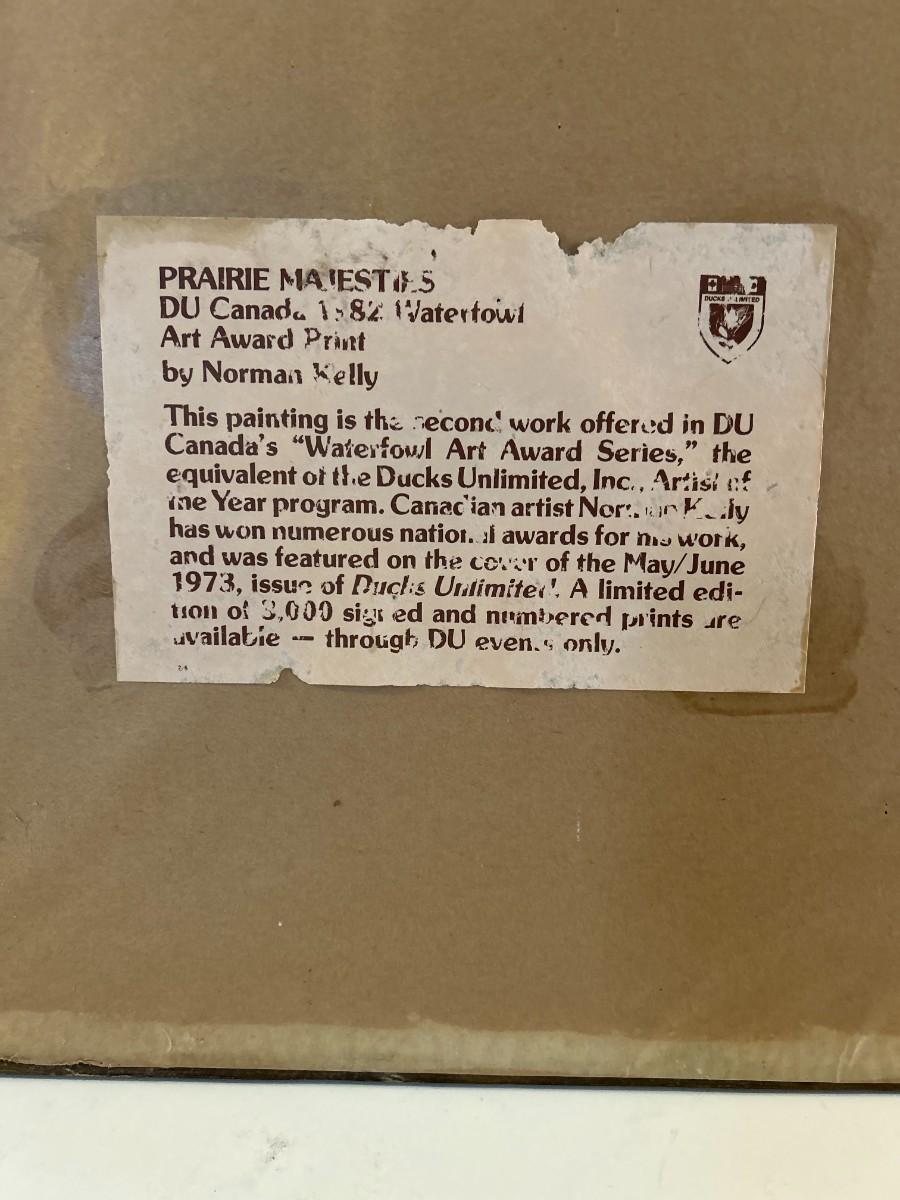 PRAIRIE MAJESTIES
DU Canada 1982 Waterfowl
Art Award Print
by Norman Kelly
DUCKS UNLIMITED
This painting is the second work offered in DU
Canada's “Waterfowl Art Award Series,” the
equivalent of the Ducks Unlimited, Inc., Artist of
the Year program. Canadian artist Norman Kelly
has won numerous national awards for his work,
and was featured on the cover of the May/June
1973, issue of Ducks Unlimited. A limited edi-
tion of 3,000 signed and numbered prints are
available — through DU events only.